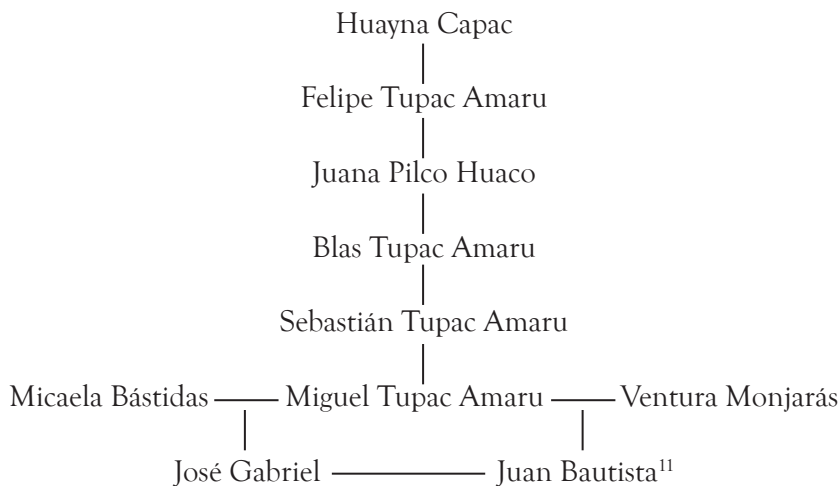 Huayna Capac
Felipe Tupac Amaru
Juana Pilco Huaco
Blas Tupac Amaru
Sebastián Tupac Amaru
Micaela Bástidas Miguel Tupac Amaru Ventura Monjarás
José Gabriel Juan Bautista¹¹